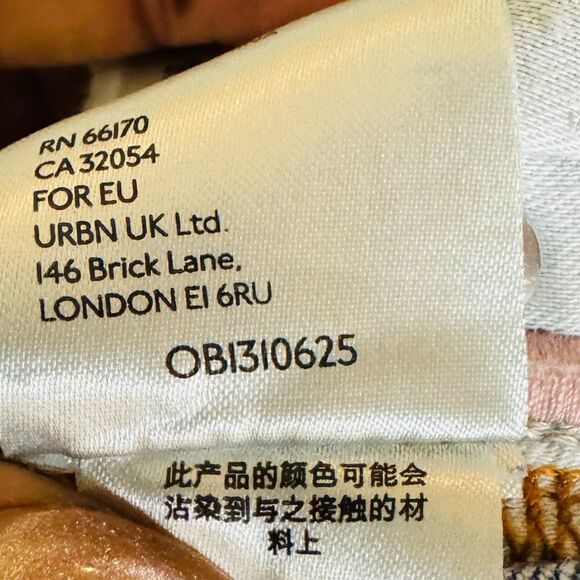 RN 66170
CA 32054
FOR EU
URBN UK Ltd.
146 Brick Lane,
LONDON E1 6RU
OB1310625
此产品的颜色可能会
沾染到与之接触的材
料上